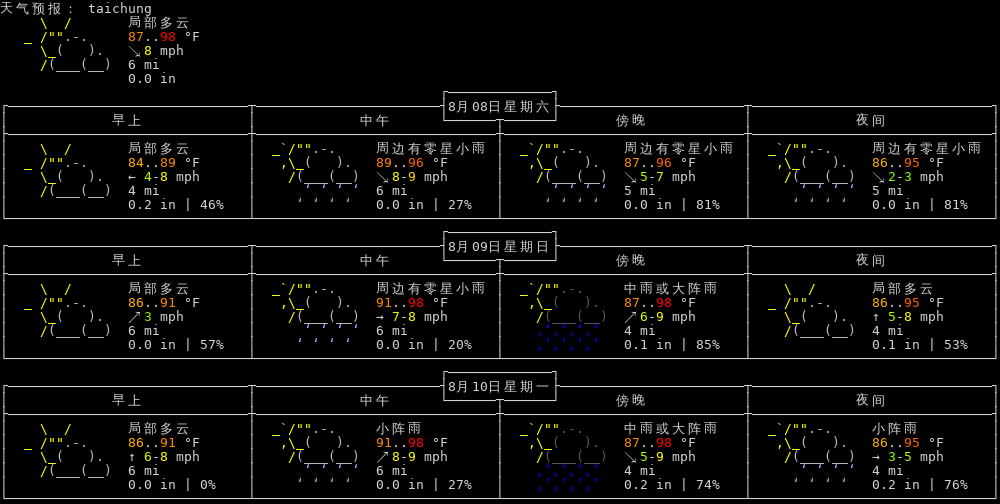 天气预报： taichung
局部多云
87..98 °F
↘8 mph
6 mi
0.0 in
8月08日星期六
早上 中午 傍晚 夜间
局部多云 周边有零星小雨 周边有零星小雨 周边有零星小雨
84..89 °F 89..96 °F 87..96 °F 86..95 °F
← 4-8 mph ↘8-9 mph ↘5-7 mph ↘2-3 mph
4 mi 6 mi 5 mi 5 mi
0.2 in | 46% 0.0 in | 27% 0.0 in | 81% 0.0 in | 81%
8月09日星期日
早上 中午 傍晚 夜间
局部多云 周边有零星小雨 中雨或大阵雨 局部多云
86..91 °F 91..98 °F 87..98 °F 86..95 °F
↗3 mph → 7-8 mph ↗6-9 mph ↑ 5-8 mph
6 mi 6 mi 4 mi 4 mi
0.0 in | 57% 0.0 in | 20% 0.1 in | 85% 0.1 in | 53%
8月10日星期一
早上 中午 傍晚 夜间
局部多云 小阵雨 中雨或大阵雨 小阵雨
86..91 °F 91..98 °F 87..98 °F 86..95 °F
↑ 6-8 mph ↗8-9 mph ↘5-9 mph → 3-5 mph
6 mi 6 mi 4 mi 4 mi
0.0 in | 0% 0.0 in | 27% 0.2 in | 74% 0.2 in | 76%